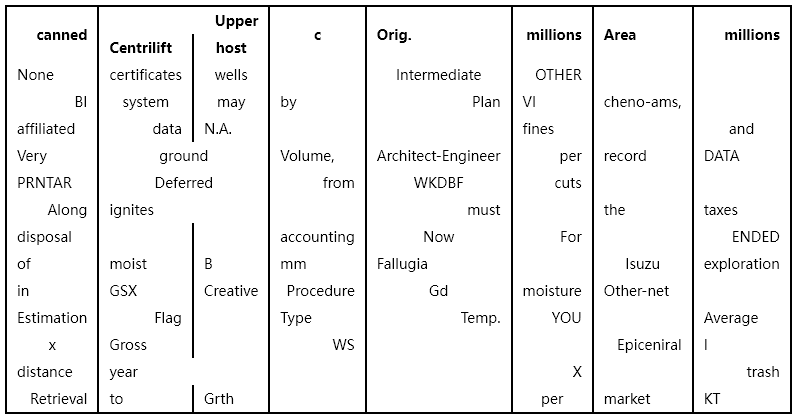 Upper
canned c Orig. millions Area millions
Centrilift host
None certificates wells Intermediate OTHER
BI system may by Plan VI cheno-ams,
affiliated data N.A. fines and
Very ground Volume, Architect-Engineer per record DATA
PRNTAR Deferred from WKDBF cuts
Along ignites must the taxes
disposal accounting Now For ENDED
of moist B mm Fallugia Isuzu exploration
in GSX Creative Procedure Gd moisture Other-net
Estimation Flag Type Temp. YOU Average
x Gross WS Epiceniral I
distance year X trash
Retrieval to Grth per market KT